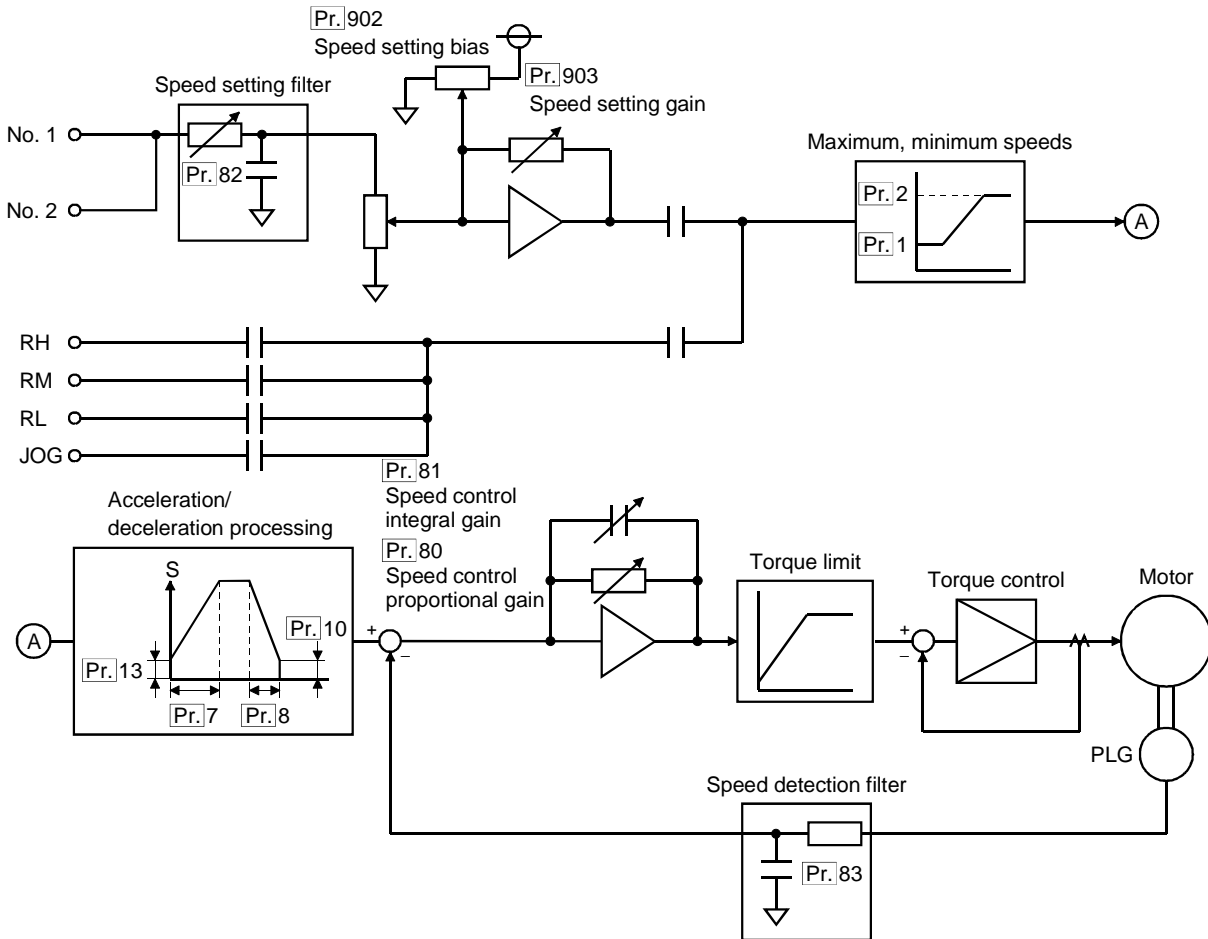 Pr. 902
Speed setting bias
Pr. 903
Speed setting gain
Speed setting filter
No. 1
No. 2
Pr. 82
Maximum, minimum speeds
Pr. 2
Pr. 1
A
RH
RM
RL
JOG
Pr. 81
Speed control
integral gain
Pr. 80
Speed control
proportional gain
Acceleration/
deceleration processing
S
A
Pr. 13
Pr. 10
Pr. 7
Pr. 8
+
−
Torque limit
+
−
Torque control
Motor
PLG
Speed detection filter
Pr. 83